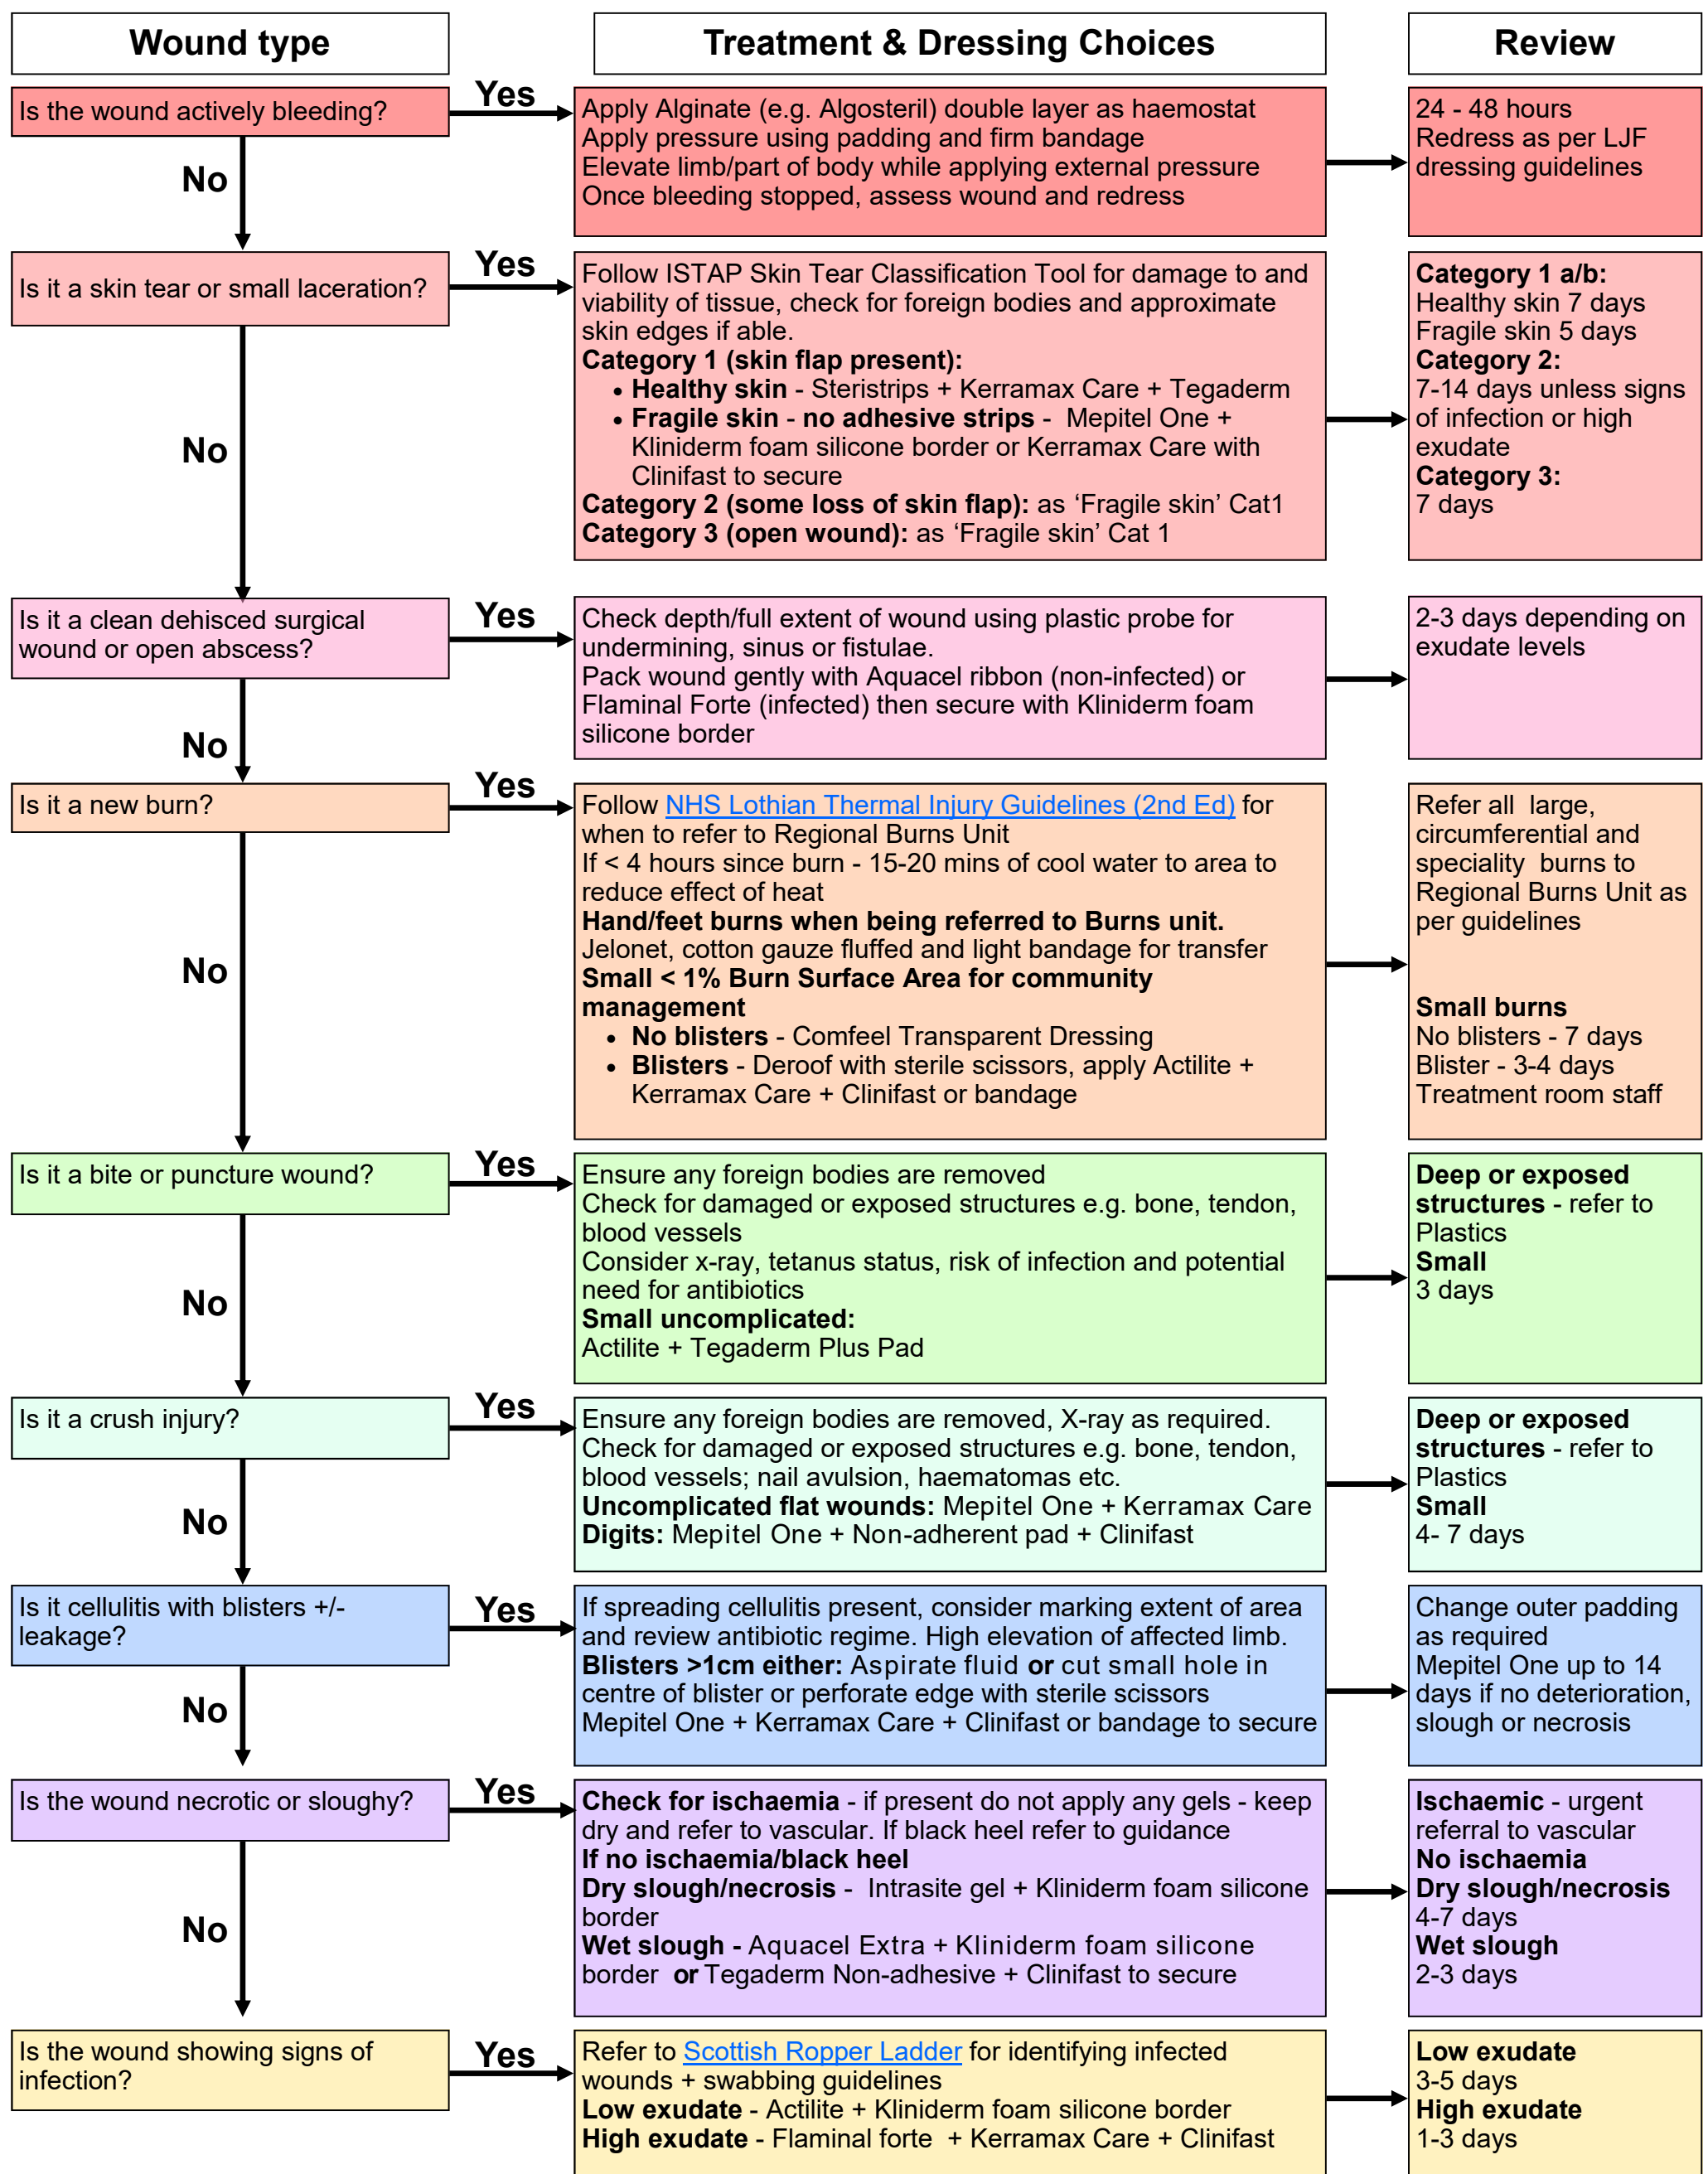 Wound type
Treatment & Dressing Choices
Review
Is the wound actively bleeding?
Yes
No
Apply Alginate (e.g. Algosteril) double layer as haemostat
Apply pressure using padding and firm bandage
Elevate limb/part of body while applying external pressure
Once bleeding stopped, assess wound and redress
24 - 48 hours
Redress as per LJF
dressing guidelines
Is it a skin tear or small laceration?
Yes
No
Follow ISTAP Skin Tear Classification Tool for damage to and
viability of tissue, check for foreign bodies and approximate
skin edges if able.
Category 1 (skin flap present):
• Healthy skin - Steristrips + Kerramax Care + Tegaderm
• Fragile skin - no adhesive strips - Mepitel One +
Kliniderm foam silicone border or Kerramax Care with
Clinifast to secure
Category 2 (some loss of skin flap): as ‘Fragile skin’ Cat1
Category 3 (open wound): as ‘Fragile skin’ Cat 1
Category 1 a/b:
Healthy skin 7 days
Fragile skin 5 days
Category 2:
7-14 days unless signs
of infection or high
exudate
Category 3:
7 days
Is it a clean dehisced surgical
wound or open abscess?
Yes
No
Check depth/full extent of wound using plastic probe for
undermining, sinus or fistulae.
Pack wound gently with Aquacel ribbon (non-infected) or
Flaminal Forte (infected) then secure with Kliniderm foam
silicone border
2-3 days depending on
exudate levels
Is it a new burn?
Yes
No
Follow NHS Lothian Thermal Injury Guidelines (2nd Ed) for
when to refer to Regional Burns Unit
If < 4 hours since burn - 15-20 mins of cool water to area to
reduce effect of heat
Hand/feet burns when being referred to Burns unit.
Jelonet, cotton gauze fluffed and light bandage for transfer
Small < 1% Burn Surface Area for community
management
• No blisters - Comfeel Transparent Dressing
• Blisters - Deroof with sterile scissors, apply Actilite +
Kerramax Care + Clinifast or bandage
Refer all large,
circumferential and
speciality burns to
Regional Burns Unit as
per guidelines
Small burns
No blisters - 7 days
Blister - 3-4 days
Treatment room staff
Is it a bite or puncture wound?
Yes
No
Ensure any foreign bodies are removed
Check for damaged or exposed structures e.g. bone, tendon,
blood vessels
Consider x-ray, tetanus status, risk of infection and potential
need for antibiotics
Small uncomplicated:
Actilite + Tegaderm Plus Pad
Deep or exposed
structures - refer to
Plastics
Small
3 days
Is it a crush injury?
Yes
No
Ensure any foreign bodies are removed, X-ray as required.
Check for damaged or exposed structures e.g. bone, tendon,
blood vessels; nail avulsion, haematomas etc.
Uncomplicated flat wounds: Mepitel One + Kerramax Care
Digits: Mepitel One + Non-adherent pad + Clinifast
Deep or exposed
structures - refer to
Plastics
Small
4- 7 days
Is it cellulitis with blisters +/-
leakage?
Yes
No
If spreading cellulitis present, consider marking extent of area
and review antibiotic regime. High elevation of affected limb.
Blisters >1cm either: Aspirate fluid or cut small hole in
centre of blister or perforate edge with sterile scissors
Mepitel One + Kerramax Care + Clinifast or bandage to secure
Change outer padding
as required
Mepitel One up to 14
days if no deterioration,
slough or necrosis
Is the wound necrotic or sloughy?
Yes
No
Check for ischaemia - if present do not apply any gels - keep
dry and refer to vascular. If black heel refer to guidance
If no ischaemia/black heel
Dry slough/necrosis - Intrasite gel + Kliniderm foam silicone
border
Wet slough - Aquacel Extra + Kliniderm foam silicone
border or Tegaderm Non-adhesive + Clinifast to secure
Ischaemic - urgent
referral to vascular
No ischaemia
Dry slough/necrosis
4-7 days
Wet slough
2-3 days
Is the wound showing signs of
infection?
Yes
Refer to Scottish Ropper Ladder for identifying infected
wounds + swabbing guidelines
Low exudate - Actilite + Kliniderm foam silicone border
High exudate - Flaminal forte + Kerramax Care + Clinifast
Low exudate
3-5 days
High exudate
1-3 days